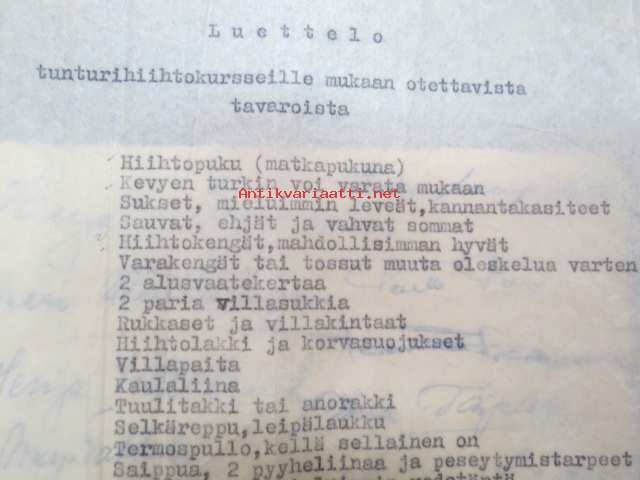 L u e t t e l o
tunturihiihtokursseille mukaan otettavista
tavaroista
Hiihtopuku (matkapukuna)
Kevyen turkin voi varata mukaan
Antikvariaatti.net
Sukset, mieluimmin leveät,kannantakasiteet
Sauvat, ehjät ja vahvat sommat
Hiihtokengät,mahdollisimman hyvät
Varakengät tai tossut muuta oleskelua varten
2 alusvaatekertaa
2 paria villasukkia
Rukkaset ja villakintaat
Hiihtolakki ja korvasuojukset
Villapaita
Kaulaliina
Tuulitakki tai anorakki
Selkäreppu,leipälaukku
Termospullo,kellä sellainen on
Saippua, 2 pyyheliinaa ja peseytymistarpeet